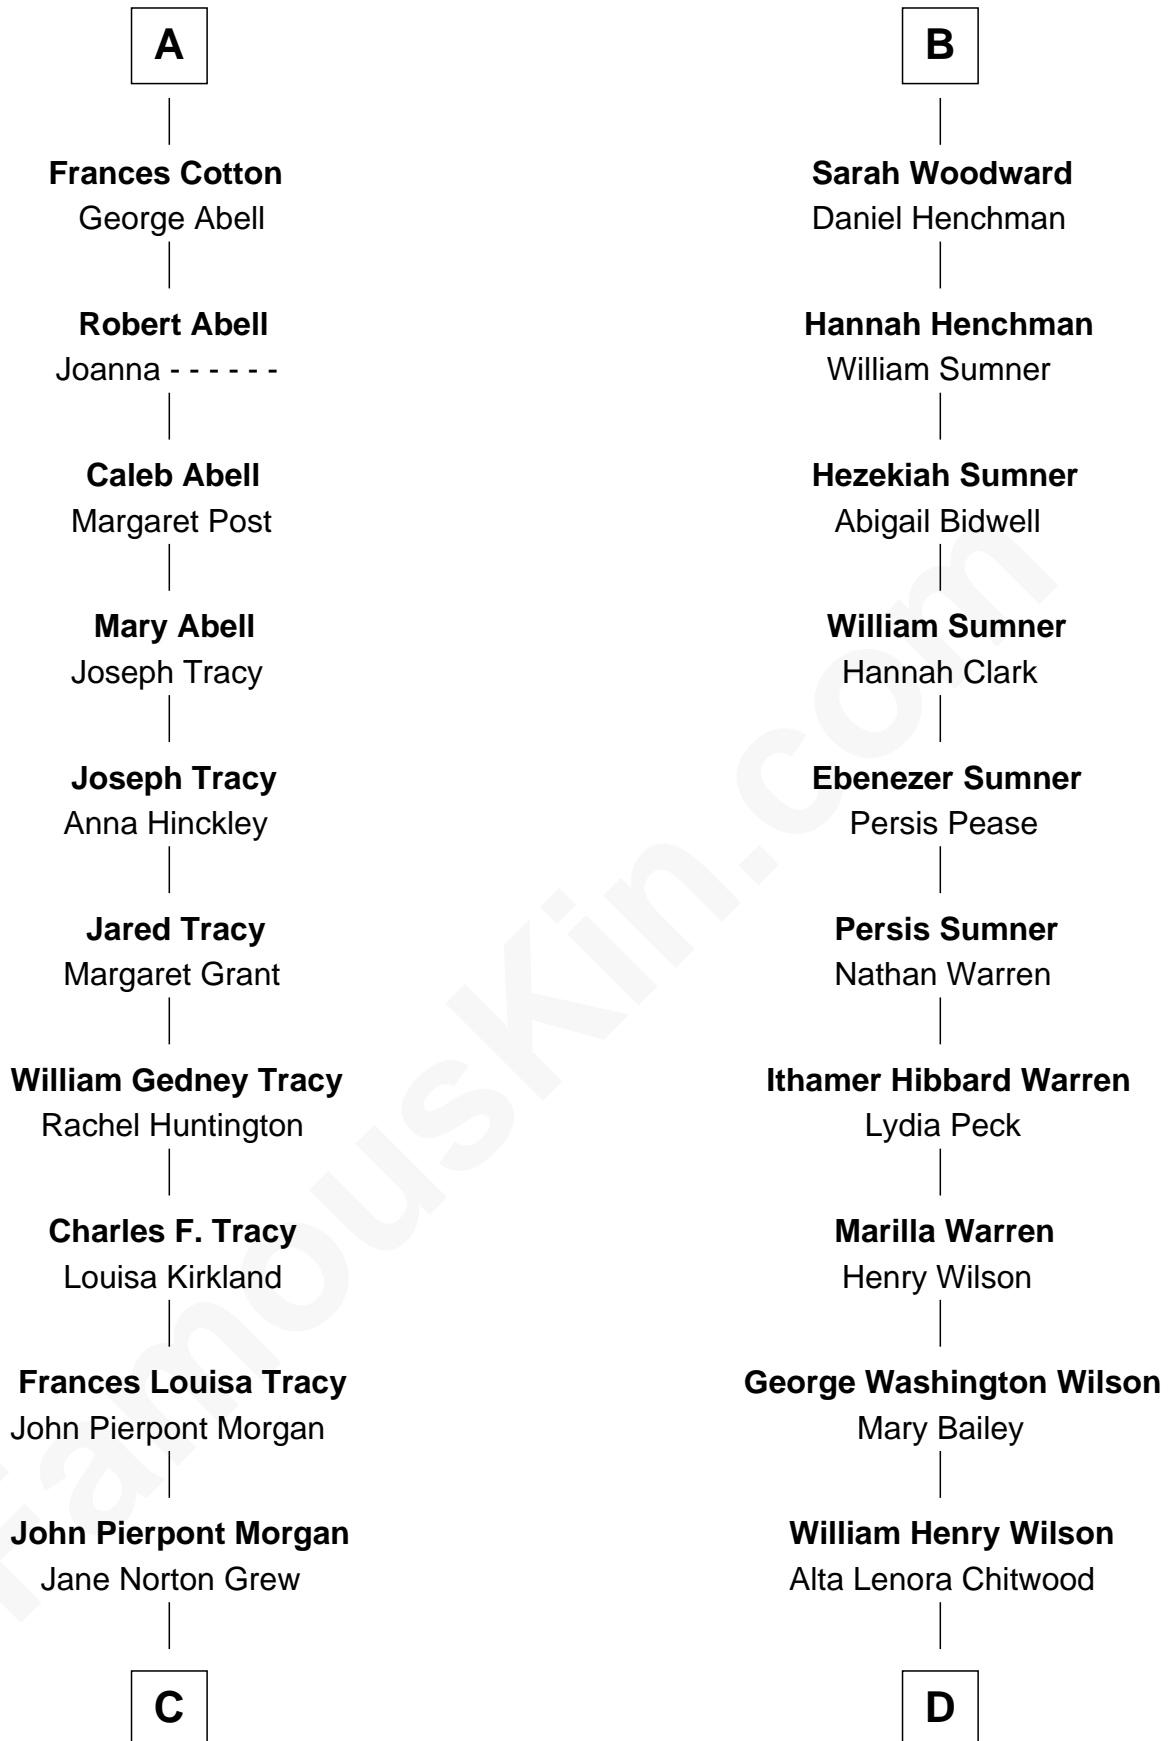 A
Frances Cotton
George Abell
Robert Abell
Joanna - - - - - -
Caleb Abell
Margaret Post
Mary Abell
Joseph Tracy
Joseph Tracy
Anna Hinckley
Jared Tracy
Margaret Grant
William Gedney Tracy
Rachel Huntington
Charles F. Tracy
Louisa Kirkland
Frances Louisa Tracy
John Pierpont Morgan
John Pierpont Morgan
Jane Norton Grew
C
B
Sarah Woodward
Daniel Henchman
Hannah Henchman
William Sumner
Hezekiah Sumner
Abigail Bidwell
William Sumner
Hannah Clark
Ebenezer Sumner
Persis Pease
Persis Sumner
Nathan Warren
Ithamer Hibbard Warren
Lydia Peck
Marilla Warren
Henry Wilson
George Washington Wilson
Mary Bailey
William Henry Wilson
Alta Lenora Chitwood
D
FamousKin.com